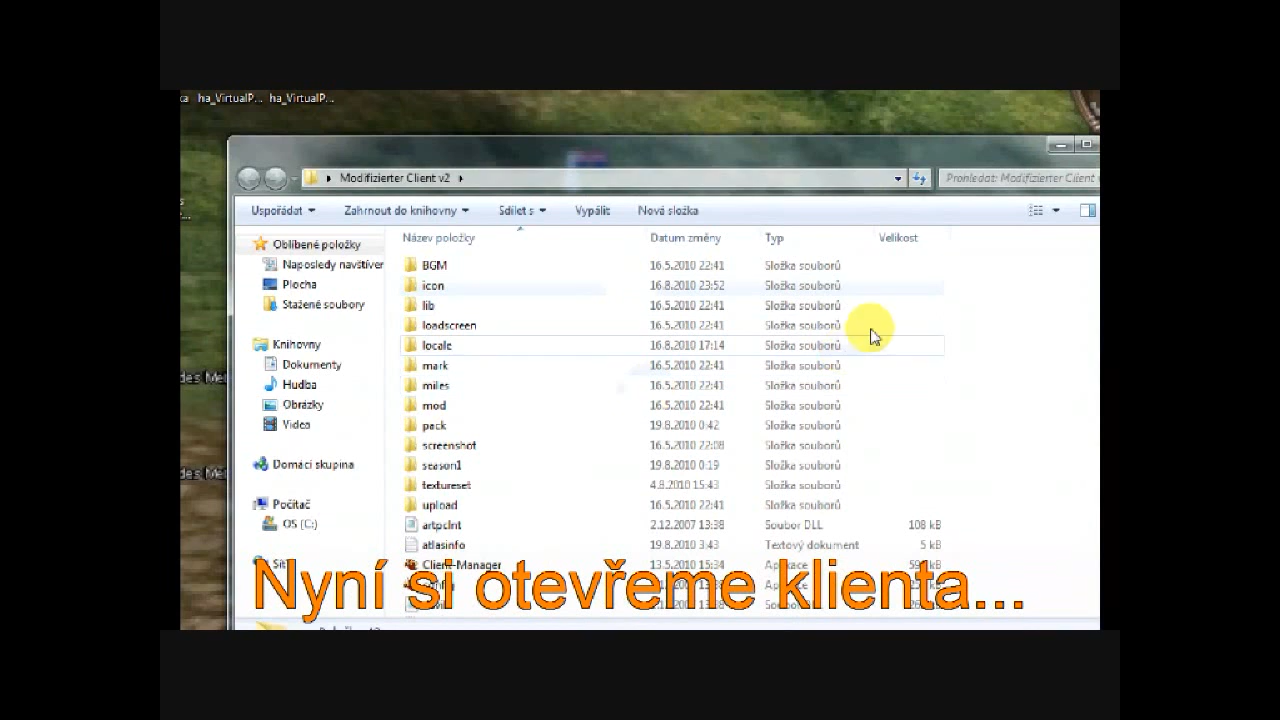 ha_VirtualP... ha_VirtualP...
Modifizierter Client v2
Prohledat: Modifizierter Client
Uspořádat Zahrnout do knihovny Sdílet s Vypálit Nová složka
Název položky Datum změny Typ Velikost
Oblíbené položky
Naposledy navštíver
Plocha
Stažené soubory
Knihovny
Dokumenty
Hudba
Obrázky
Videa
Domácí skupina
Počítač
OS (C:)
BGM 16.5.2010 22:41 Složka souborů
icon 16.8.2010 23:52 Složka souborů
lib 16.5.2010 22:41 Složka souborů
loadscreen 16.5.2010 22:41 Složka souborů
locale 16.8.2010 17:14 Složka souborů
mark 16.5.2010 22:41 Složka souborů
miles 16.5.2010 22:41 Složka souborů
mod 16.5.2010 22:41 Složka souborů
pack 19.8.2010 0:42 Složka souborů
screenshot 16.5.2010 22:08 Složka souborů
season1 19.8.2010 0:19 Složka souborů
textureset 4.8.2010 15:43 Složka souborů
upload 16.5.2010 22:41 Složka souborů
artpclnt 2.12.2007 13:38 Soubor DLL 108 kB
atlasinfo 19.8.2010 3:43 Textový dokument 5 kB
Client-Manager 13.5.2010 15:34
Nyní si otevřeme klienta...